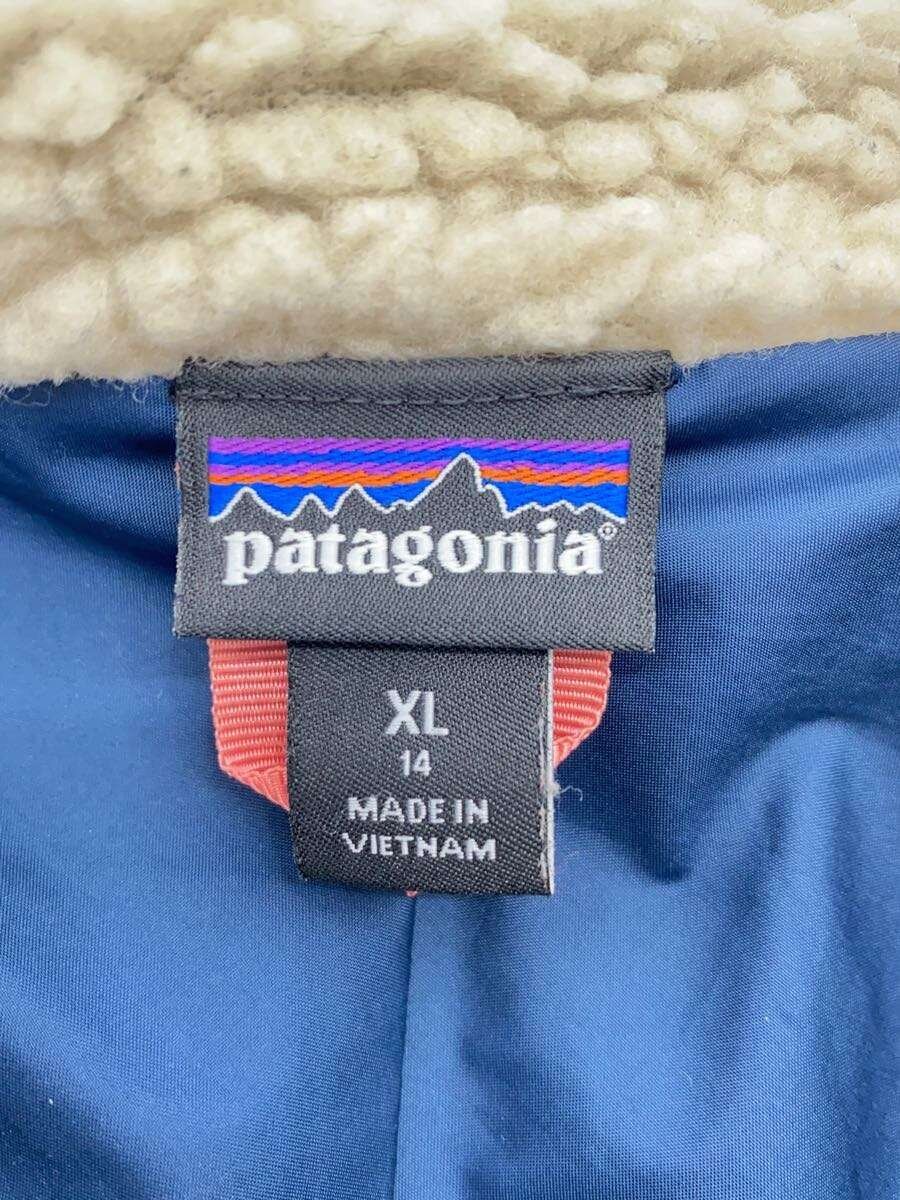 patagonia®
XL
14
MADE IN
VIETNAM